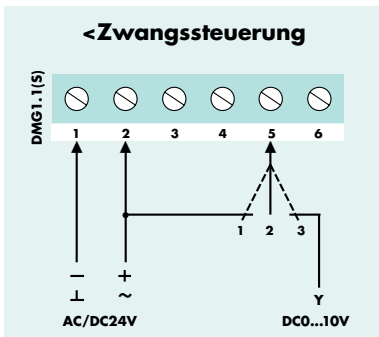 <Zwangssteuerung
DMG1.1(S)
1 2 3 4 5 6
1 2 3
− +
⊥ ~
Y
AC/DC24V DC0...10V